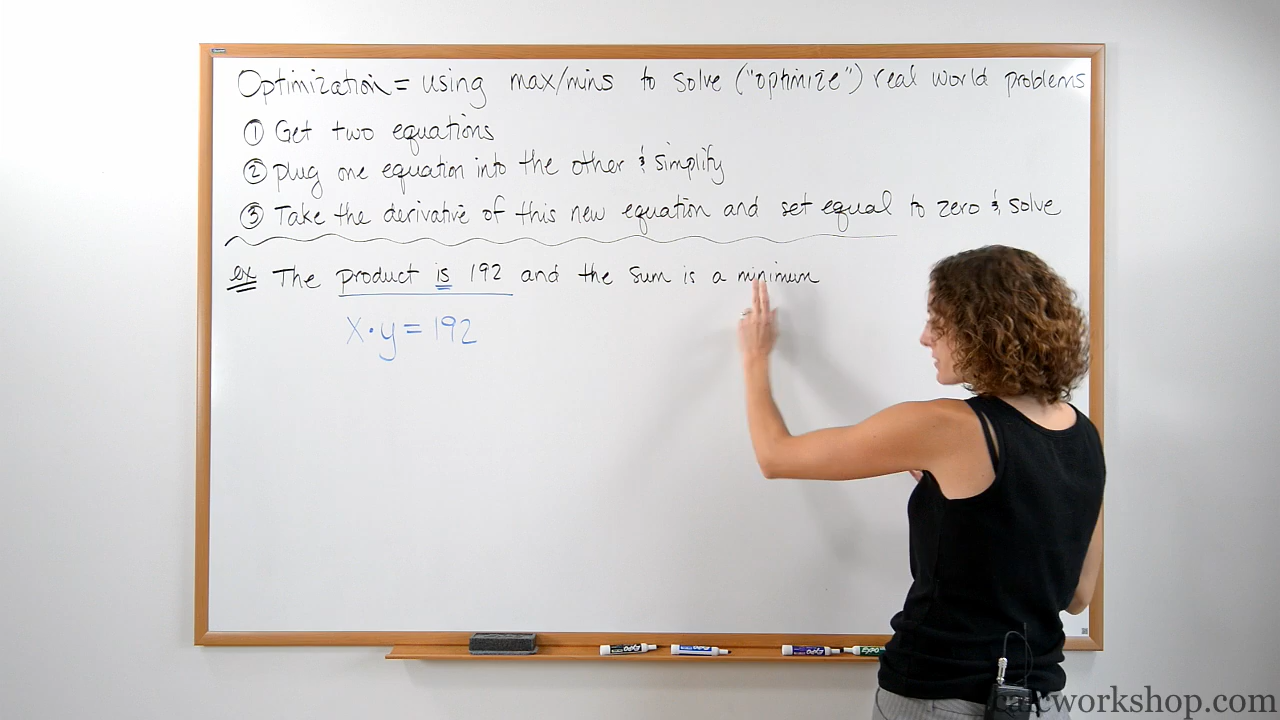 Optimization = using max/mins to solve ("optimize") real world problems
① Get two equations
② plug one equation into the other & simplify
③ Take the derivative of this new equation and set equal to zero & solve
ex The product is 192 and the sum is a minimum
x·y = 192
EXPO
calcworkshop.com